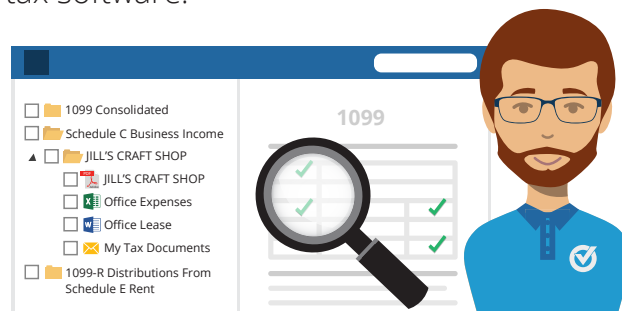 tax software.
1099 Consolidated
Schedule C Business Income
JILL'S CRAFT SHOP
PDF
JILL'S CRAFT SHOP
X
Office Expenses
W
Office Lease
My Tax Documents
1099-R Distributions From
Schedule E Rent
1099